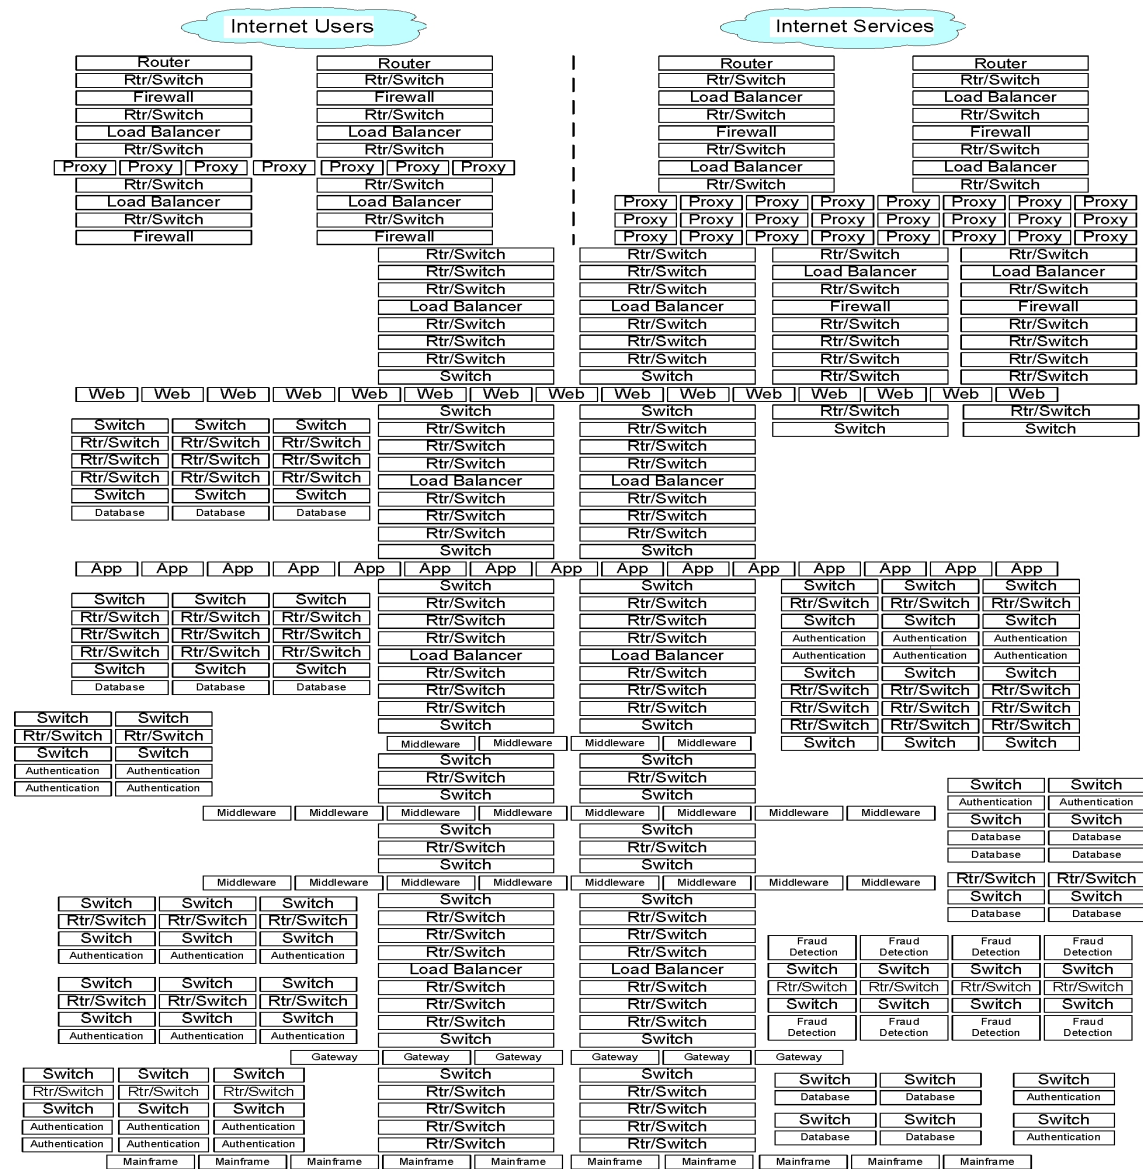 Internet Users Internet Services
Router Router Router Router
Rtr/Switch Rtr/Switch Rtr/Switch Rtr/Switch
Firewall Firewall Load Balancer Load Balancer
Rtr/Switch Rtr/Switch Rtr/Switch Rtr/Switch
Load Balancer Load Balancer Firewall Firewall
Rtr/Switch Rtr/Switch Rtr/Switch Rtr/Switch
Proxy Proxy Proxy Proxy Proxy Proxy Proxy Load Balancer Load Balancer
Rtr/Switch Rtr/Switch Rtr/Switch Rtr/Switch
Load Balancer Load Balancer Proxy Proxy Proxy Proxy Proxy Proxy Proxy Proxy
Rtr/Switch Rtr/Switch Proxy Proxy Proxy Proxy Proxy Proxy Proxy Proxy
Firewall Firewall Proxy Proxy Proxy Proxy Proxy Proxy Proxy Proxy
Rtr/Switch Rtr/Switch Rtr/Switch Rtr/Switch
Rtr/Switch Rtr/Switch Load Balancer Load Balancer
Rtr/Switch Rtr/Switch Rtr/Switch Rtr/Switch
Load Balancer Load Balancer Firewall Firewall
Rtr/Switch Rtr/Switch Rtr/Switch Rtr/Switch
Rtr/Switch Rtr/Switch Rtr/Switch Rtr/Switch
Rtr/Switch Rtr/Switch Rtr/Switch Rtr/Switch
Switch Switch Rtr/Switch Rtr/Switch
Web Web Web Web Web Web Web Web Web Web Web Web Web Web Web
Switch Switch Rtr/Switch Rtr/Switch
Switch Switch Switch Rtr/Switch Rtr/Switch Switch Switch
Rtr/Switch Rtr/Switch Rtr/Switch Rtr/Switch Rtr/Switch
Rtr/Switch Rtr/Switch Rtr/Switch Rtr/Switch Rtr/Switch
Rtr/Switch Rtr/Switch Rtr/Switch Load Balancer Load Balancer
Switch Switch Switch Rtr/Switch Rtr/Switch
Database Database Database Rtr/Switch Rtr/Switch
Rtr/Switch Rtr/Switch
Switch Switch
App App App App App App App App App App App App App App App
Switch Switch Switch Switch Switch
Switch Switch Switch Rtr/Switch Rtr/Switch Rtr/Switch Rtr/Switch Rtr/Switch
Rtr/Switch Rtr/Switch Rtr/Switch Rtr/Switch Rtr/Switch Switch Switch Switch
Rtr/Switch Rtr/Switch Rtr/Switch Rtr/Switch Rtr/Switch Authentication Authentication Authentication
Rtr/Switch Rtr/Switch Rtr/Switch Load Balancer Load Balancer Authentication Authentication Authentication
Switch Switch Switch Rtr/Switch Rtr/Switch Switch Switch Switch
Database Database Database Rtr/Switch Rtr/Switch Rtr/Switch Rtr/Switch Rtr/Switch
Rtr/Switch Rtr/Switch Rtr/Switch Rtr/Switch Rtr/Switch
Switch Switch Switch Switch Rtr/Switch Rtr/Switch Rtr/Switch
Rtr/Switch Rtr/Switch Middleware Middleware Middleware Middleware Switch Switch Switch
Switch Switch Switch Switch
Authentication Authentication Rtr/Switch Rtr/Switch
Authentication Authentication Switch Switch Switch Switch
Authentication Authentication
Middleware Middleware Middleware Middleware Middleware Middleware Middleware Middleware Switch Switch
Switch Switch Database Database
Rtr/Switch Rtr/Switch Database Database
Switch Switch
Middleware Middleware Middleware Middleware Middleware Middleware Middleware Middleware Rtr/Switch Rtr/Switch
Switch Switch Switch Switch Switch Switch Switch
Rtr/Switch Rtr/Switch Rtr/Switch Rtr/Switch Rtr/Switch Database Database
Switch Switch Switch Rtr/Switch Rtr/Switch Fraud Detection Fraud Detection Fraud Detection Fraud Detection
Authentication Authentication Authentication Rtr/Switch Rtr/Switch
Load Balancer Load Balancer Switch Switch Switch Switch
Switch Switch Switch Rtr/Switch Rtr/Switch Rtr/Switch Rtr/Switch Rtr/Switch Rtr/Switch
Rtr/Switch Rtr/Switch Rtr/Switch Rtr/Switch Rtr/Switch Switch Switch Switch Switch
Switch Switch Switch Rtr/Switch Rtr/Switch Fraud Detection Fraud Detection Fraud Detection Fraud Detection
Authentication Authentication Authentication Switch Switch
Gateway Gateway Gateway Gateway Gateway Gateway
Switch Switch Switch Switch Switch Switch Switch Switch
Rtr/Switch Rtr/Switch Rtr/Switch Rtr/Switch Rtr/Switch Database Database Authentication
Switch Switch Switch Rtr/Switch Rtr/Switch
Authentication Authentication Authentication Rtr/Switch Rtr/Switch Switch Switch Switch
Authentication Authentication Authentication Rtr/Switch Rtr/Switch Database Database Authentication
Mainframe Mainframe Mainframe Mainframe Mainframe Mainframe Mainframe Mainframe Mainframe Mainframe